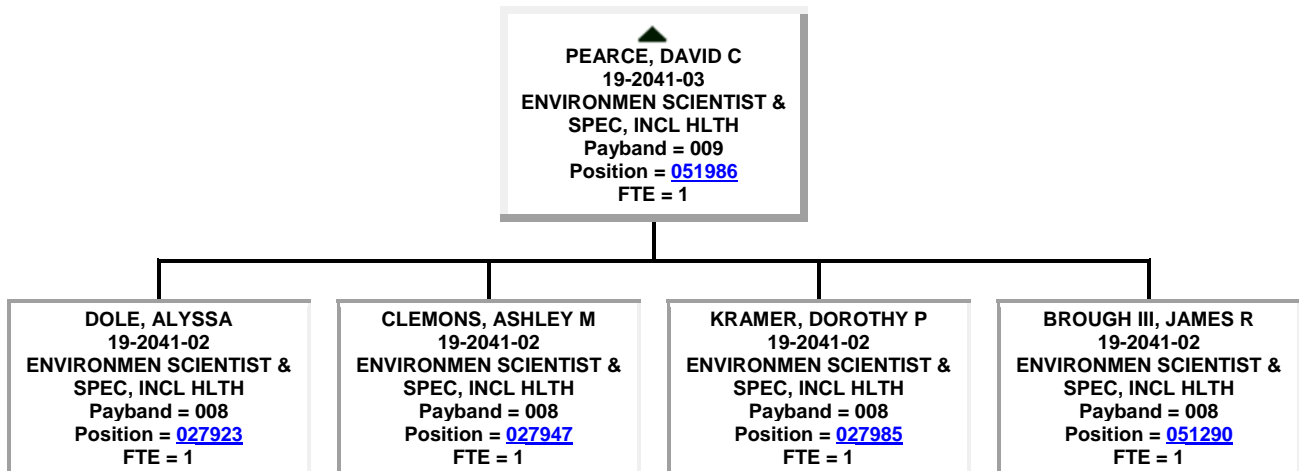 PEARCE, DAVID C
19-2041-03
ENVIRONMEN SCIENTIST &
SPEC, INCL HLTH
Payband = 009
Position = 051986
FTE = 1
DOLE, ALYSSA
19-2041-02
ENVIRONMEN SCIENTIST &
SPEC, INCL HLTH
Payband = 008
Position = 027923
FTE = 1
CLEMONS, ASHLEY M
19-2041-02
ENVIRONMEN SCIENTIST &
SPEC, INCL HLTH
Payband = 008
Position = 027947
FTE = 1
KRAMER, DOROTHY P
19-2041-02
ENVIRONMEN SCIENTIST &
SPEC, INCL HLTH
Payband = 008
Position = 027985
FTE = 1
BROUGH III, JAMES R
19-2041-02
ENVIRONMEN SCIENTIST &
SPEC, INCL HLTH
Payband = 008
Position = 051290
FTE = 1